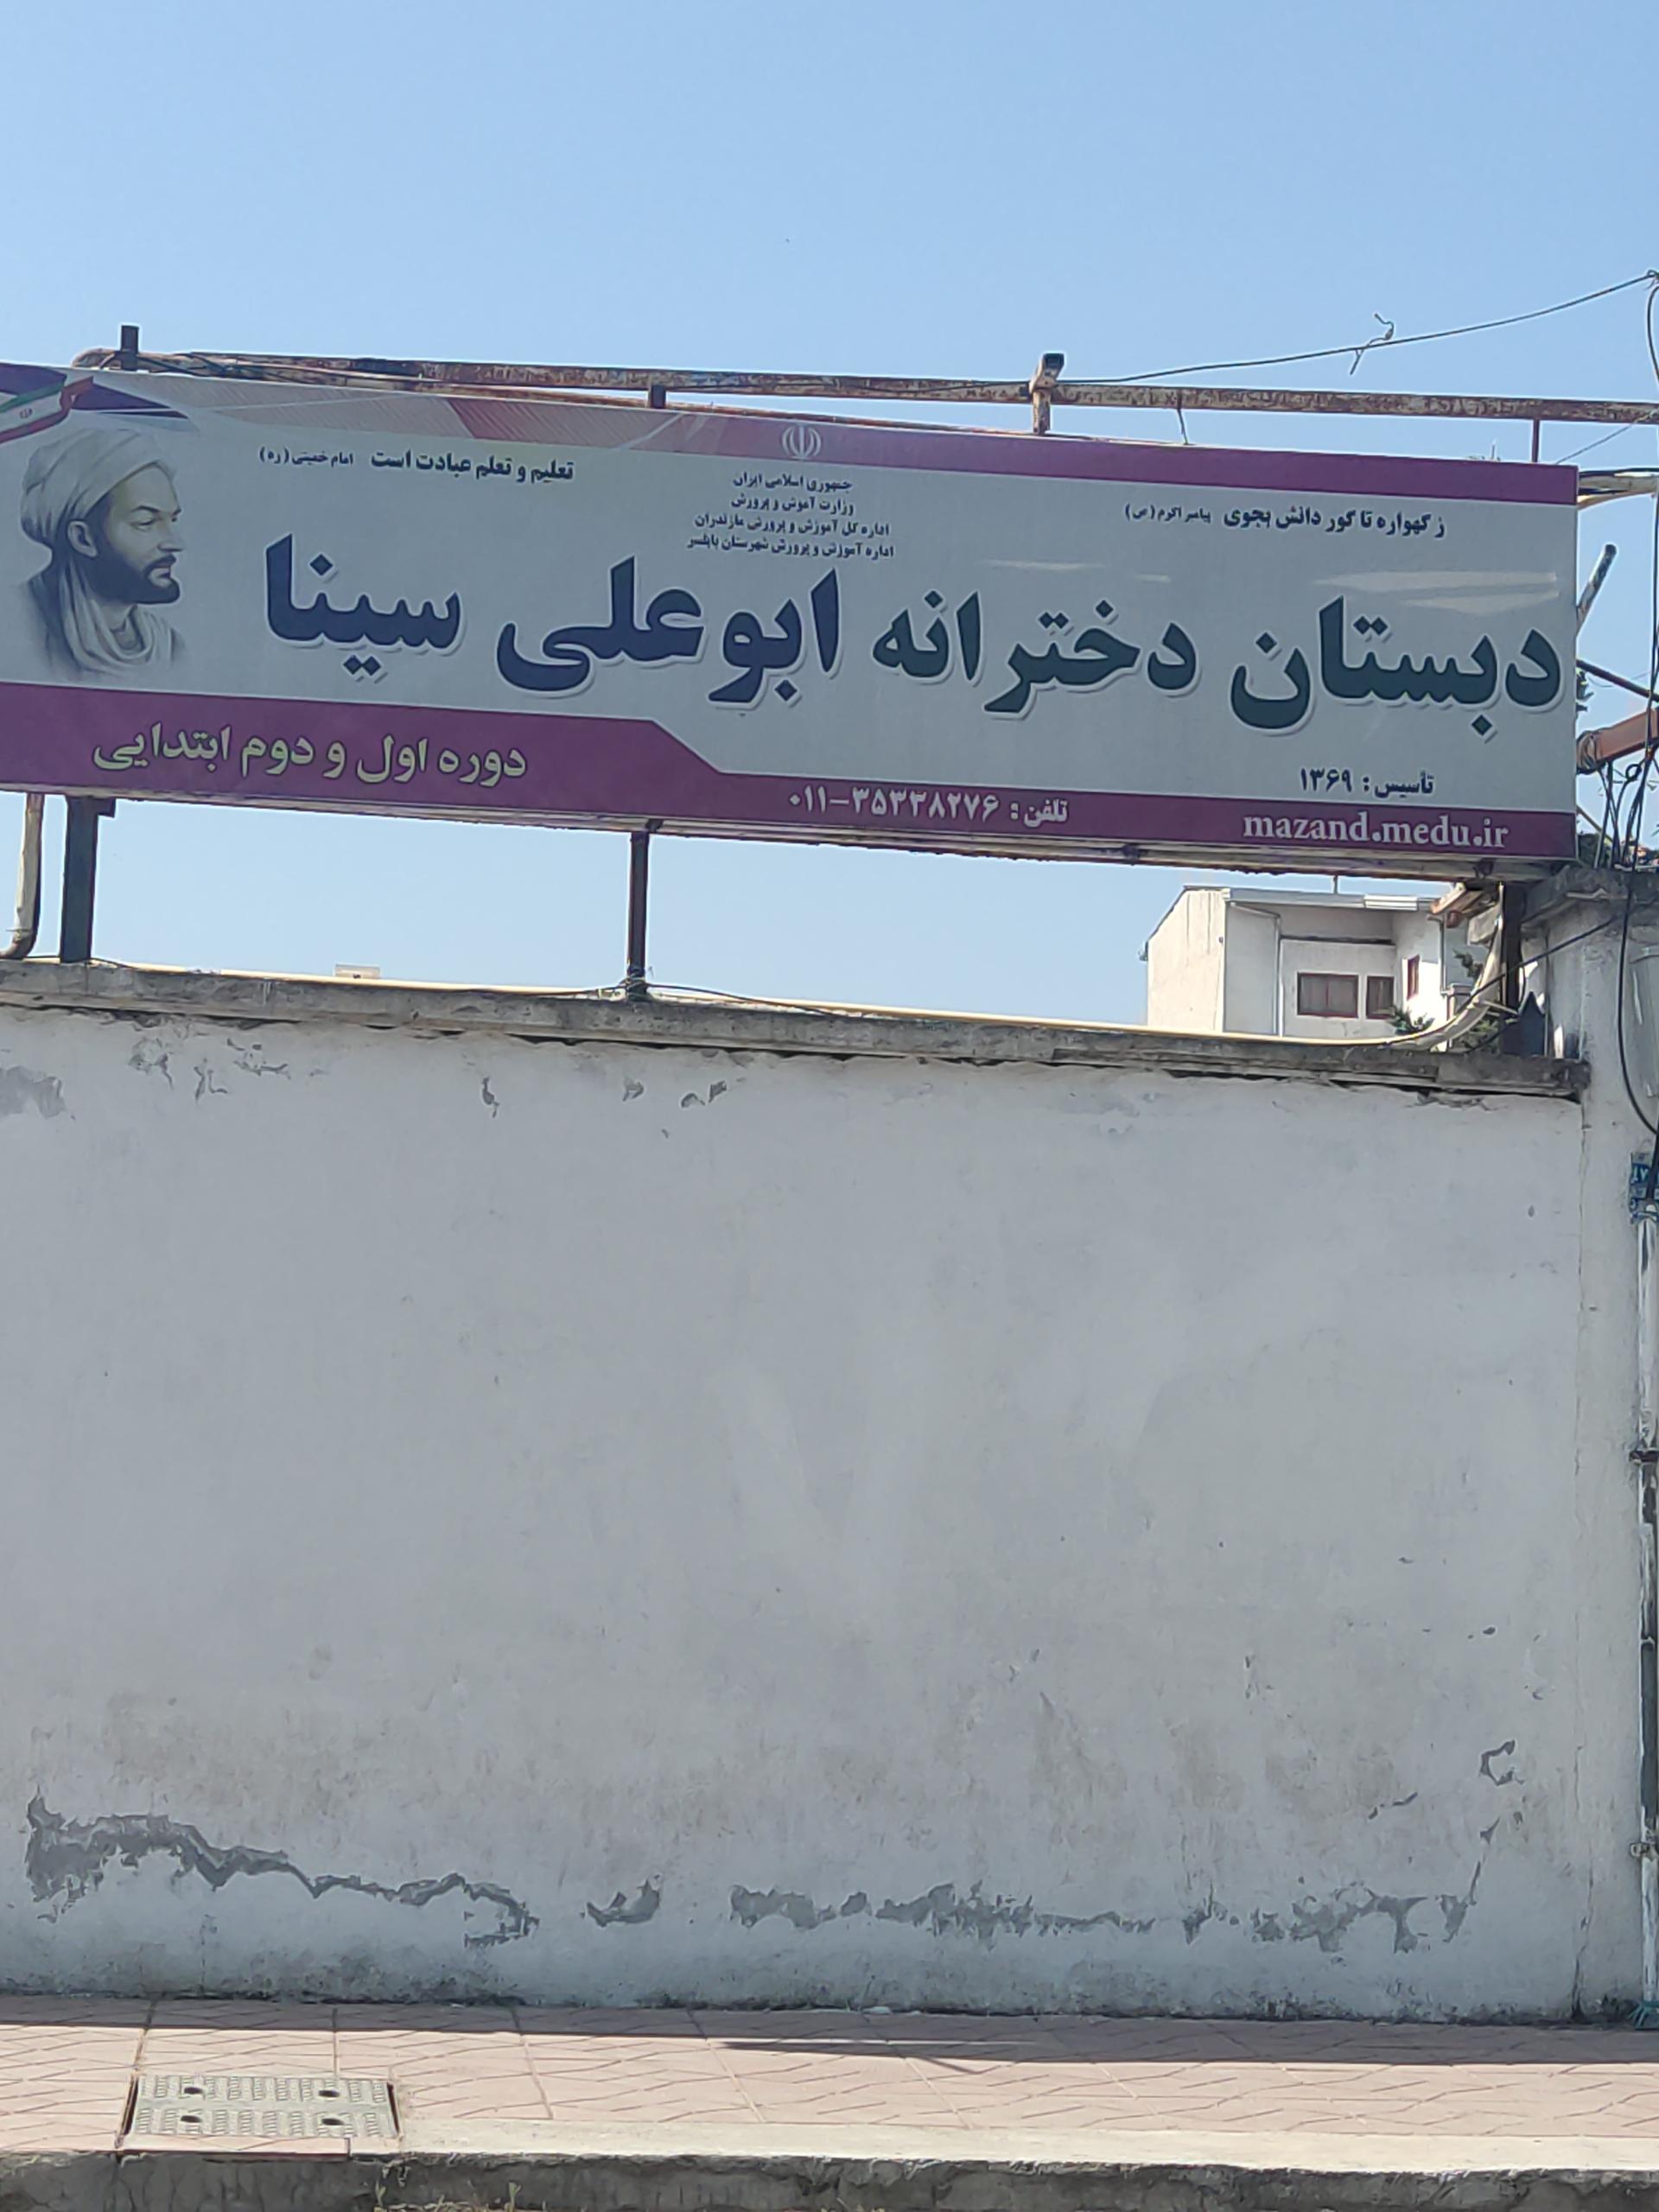 جمهوری اسلامی ایران
وزارت آموزش و پرورش
اداره کل آموزش و پرورش مازندران
اداره آموزش و پرورش شهرستان بابلسر
ز گهواره تا گور دانش بجوی پیامبر اکرم (ص)
تعلیم و تعلم عبادت است امام خمینی (ره)
دبستان دخترانه ابوعلی سینا
تأسیس: ۱۳۶۹
دوره اول و دوم ابتدایی
تلفن: ۳۵۳۳۸۲۷۶-۰۱۱
mazand.medu.ir